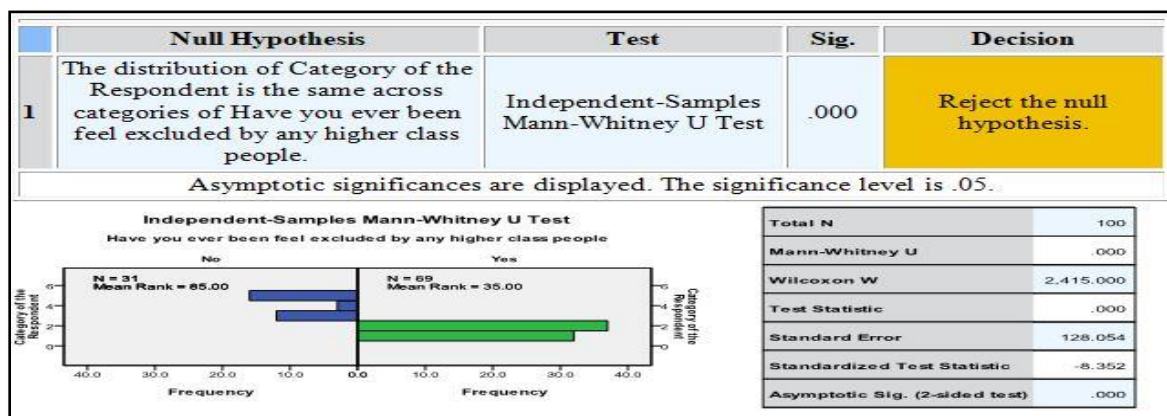 Null Hypothesis Test Sig. Decision
1
The distribution of Category of the
Respondent is the same across
categories of Have you ever been
feel excluded by any higher class
people.
Independent-Samples
Mann-Whitney U Test
.000
Reject the null
hypothesis.
Asymptotic significances are displayed. The significance level is .05.
Independent-Samples Mann-Whitney U Test
Have you ever been feel excluded by any higher class people
No Yes
N = 31
Mean Rank = 85.00
N = 69
Mean Rank = 35.00
Category of the
Respondent
6
4
2
0
6
4
2
0
Category of the
Respondent
40.0 30.0 20.0 10.0 0.0 10.0 20.0 30.0 40.0
Frequency Frequency
Total N 100
Mann-Whitney U .000
Wilcoxon W 2,415.000
Test Statistic .000
Standard Error 128.054
Standardized Test Statistic -8.352
Asymptotic Sig. (2-sided test) .000